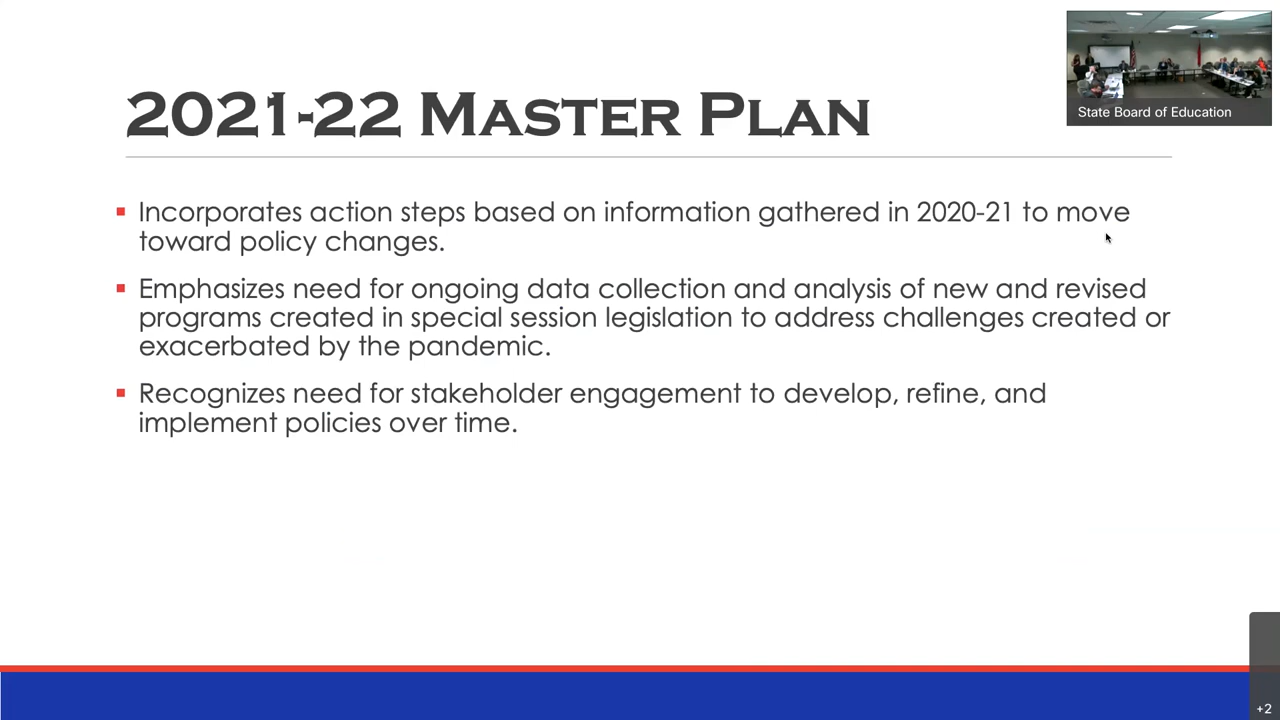 2021-22 Master Plan
State Board of Education
▪ Incorporates action steps based on information gathered in 2020-21 to move
toward policy changes.
▪ Emphasizes need for ongoing data collection and analysis of new and revised
programs created in special session legislation to address challenges created or
exacerbated by the pandemic.
▪ Recognizes need for stakeholder engagement to develop, refine, and
implement policies over time.
+2